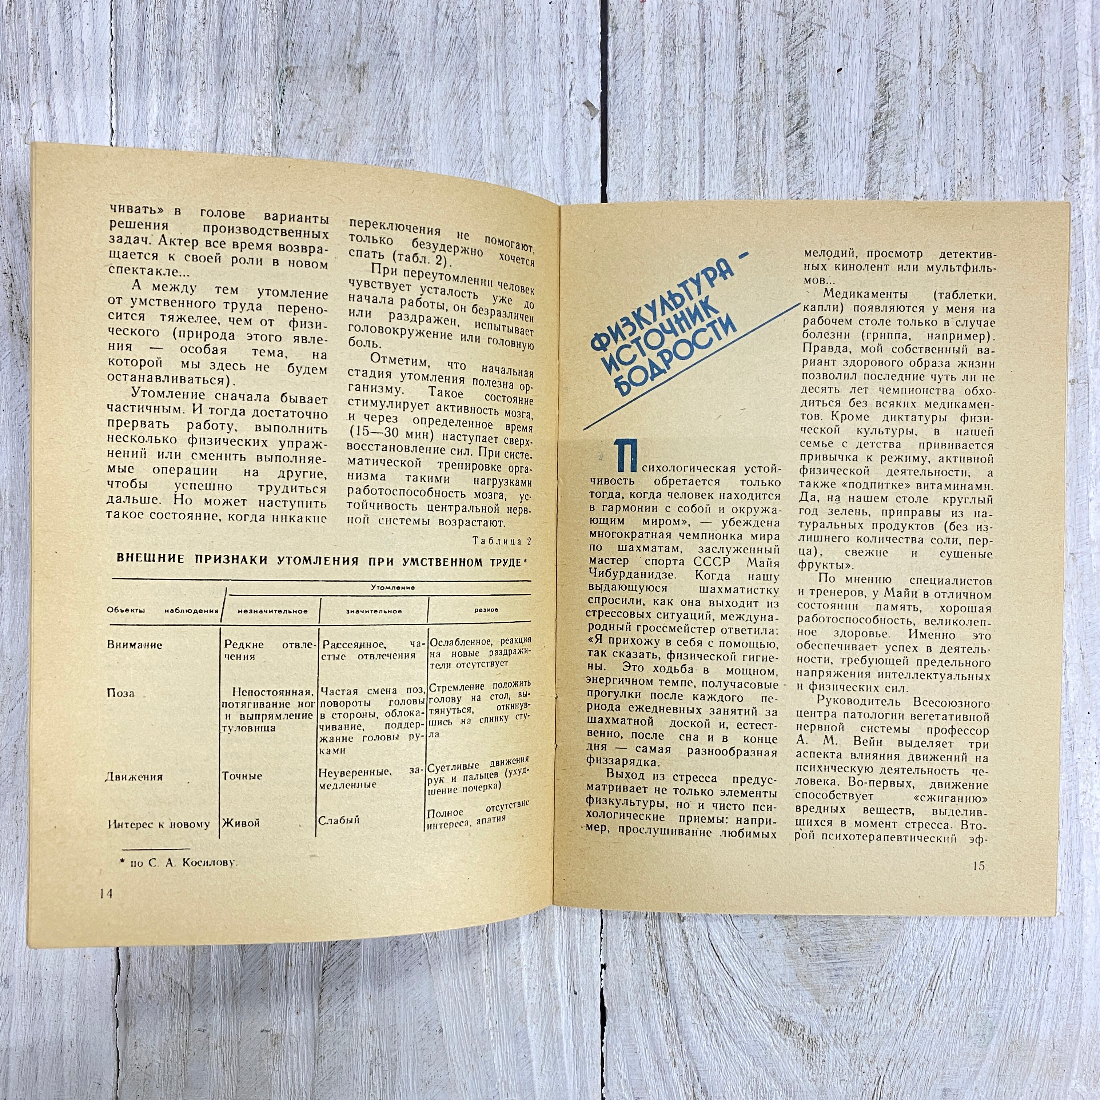 чивать» в голове варианты
решения производственных
задач. Актер все время возвра-
щается к своей роли в новом
спектакле...
А между тем утомление
от умственного труда перено-
сится тяжелее, чем от физи-
ческого (природа этого явле-
ния — особая тема, на
которой мы здесь не будем
останавливаться).
Утомление сначала бывает
частичным. И тогда достаточно
прервать работу, выполнить
несколько физических упраж-
нений или сменить выполняе-
мые операции на другие,
чтобы успешно трудиться
дальше. Но может наступить
такое состояние, когда никакие
переключения не помогают,
только безудержно хочется
спать (табл. 2).
При переутомлении человек
чувствует усталость уже до
начала работы, он безразличен
или раздражен, испытывает
головокружение или головную
боль.
Отметим, что начальная
стадия утомления полезна ор-
ганизму. Такое состояние
стимулирует активность мозга,
и через определенное время
(15—30 мин) наступает сверх-
восстановление сил. При систе-
матической тренировке орга-
низма такими нагрузками
работоспособность мозга, ус-
тойчивость центральной нерв-
ной системы возрастают.
Таблица 2
ВНЕШНИЕ ПРИЗНАКИ УТОМЛЕНИЯ ПРИ УМСТВЕННОМ ТРУДЕ*
Утомление
Объекты наблюдения незначительное значительное резкое
Внимание Редкие отвле- Рассеянное, ча- Ослабленное, реакция
чения стые отвлечения на новые раздражи-
тели отсутствует
Поза Непостоянная, Частая смена поз, Стремление положить
потягивание ног повороты головы голову на стол, вы-
и выпрямление в стороны, облока- тянуться, откинув-
туловища чивание, поддер- шись на спинку сту-
жание головы ру- ла
ками
Движения Точные Неуверенные, за- Суетливые движения
медленные рук и пальцев (ухуд-
шение почерка)
Интерес к новому Живой Слабый Полное отсутствие
интереса, апатия
* по С. А. Косилову.
14
ФИЗКУЛЬТУРА -
ИСТОЧНИК
БОДРОСТИ
Психологическая устой-
чивость обретается только
тогда, когда человек находится
в гармонии с собой и окружа-
ющим миром», — убеждена
многократная чемпионка мира
по шахматам, заслуженный
мастер спорта СССР Майя
Чибурданидзе. Когда нашу
выдающуюся шахматистку
спросили, как она выходит из
стрессовых ситуаций, междуна-
родный гроссмейстер ответила:
«Я прихожу в себя с помощью,
так сказать, физической гигие-
ны. Это ходьба в мощном,
энергичном темпе, получасовые
прогулки после каждого пе-
риода ежедневных занятий за
шахматной доской и, естест-
венно, после сна и в конце
дня — самая разнообразная
физзарядка.
Выход из стресса предус-
матривает не только элементы
физкультуры, но и чисто пси-
хологические приемы: напри-
мер, прослушивание любимых
мелодий, просмотр детектив-
ных кинолент или мультфиль-
мов...
Медикаменты (таблетки,
капли) появляются у меня на
рабочем столе только в случае
болезни (гриппа, например).
Правда, мой собственный ва-
риант здорового образа жизни
позволил последние чуть ли не
десять лет чемпионства обхо-
диться без всяких медикамен-
тов. Кроме диктатуры физи-
ческой культуры, в нашей
семье с детства прививается
привычка к режиму, активной
физической деятельности, а
также «подпитке» витаминами.
Да, на нашем столе круглый
год зелень, приправы из на-
туральных продуктов (без из-
лишнего количества соли, пер-
ца), свежие и сушеные
фрукты».
По мнению специалистов
и тренеров, у Майи в отличном
состоянии память, хорошая
работоспособность, великолеп-
ное здоровье. Именно это
обеспечивает успех в деятель-
ности, требующей предельного
напряжения интеллектуальных
и физических сил.
Руководитель Всесоюзного
центра патологии вегетативной
нервной системы профессор
А. М. Вейн выделяет три
аспекта влияния движений на
психическую деятельность че-
ловека. Во-первых, движение
способствует «сжиганию»
вредных веществ, выделив-
шихся в момент стресса. Вто-
рой психотерапевтический эф-
15